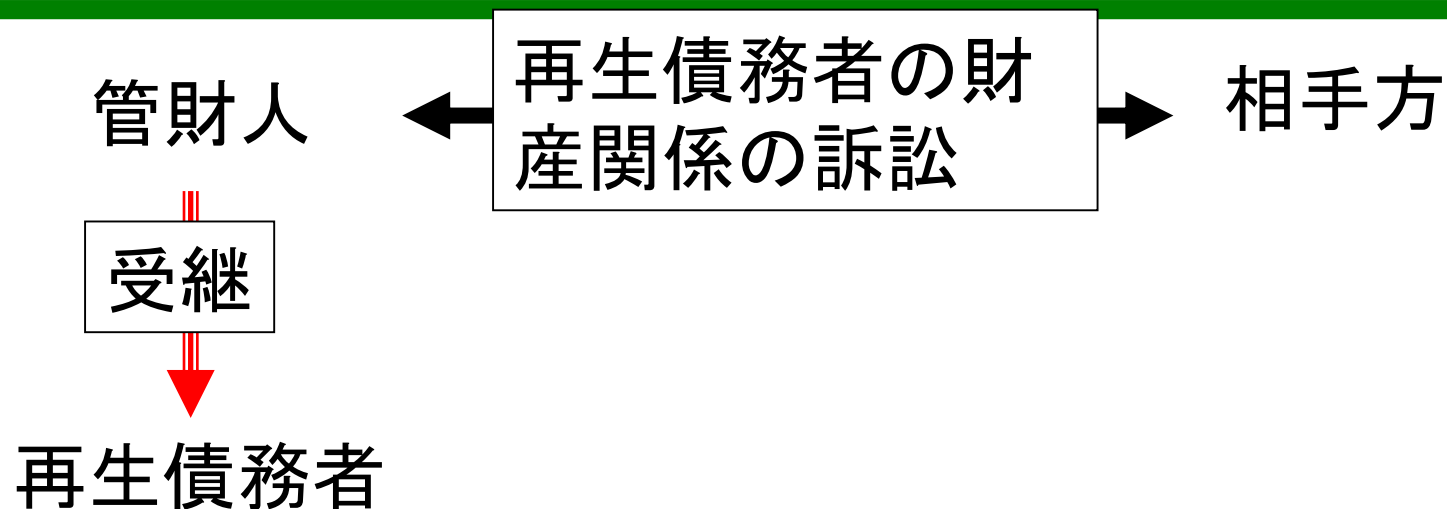 管財人
再生債務者の財
産関係の訴訟
相手方
受継
再生債務者